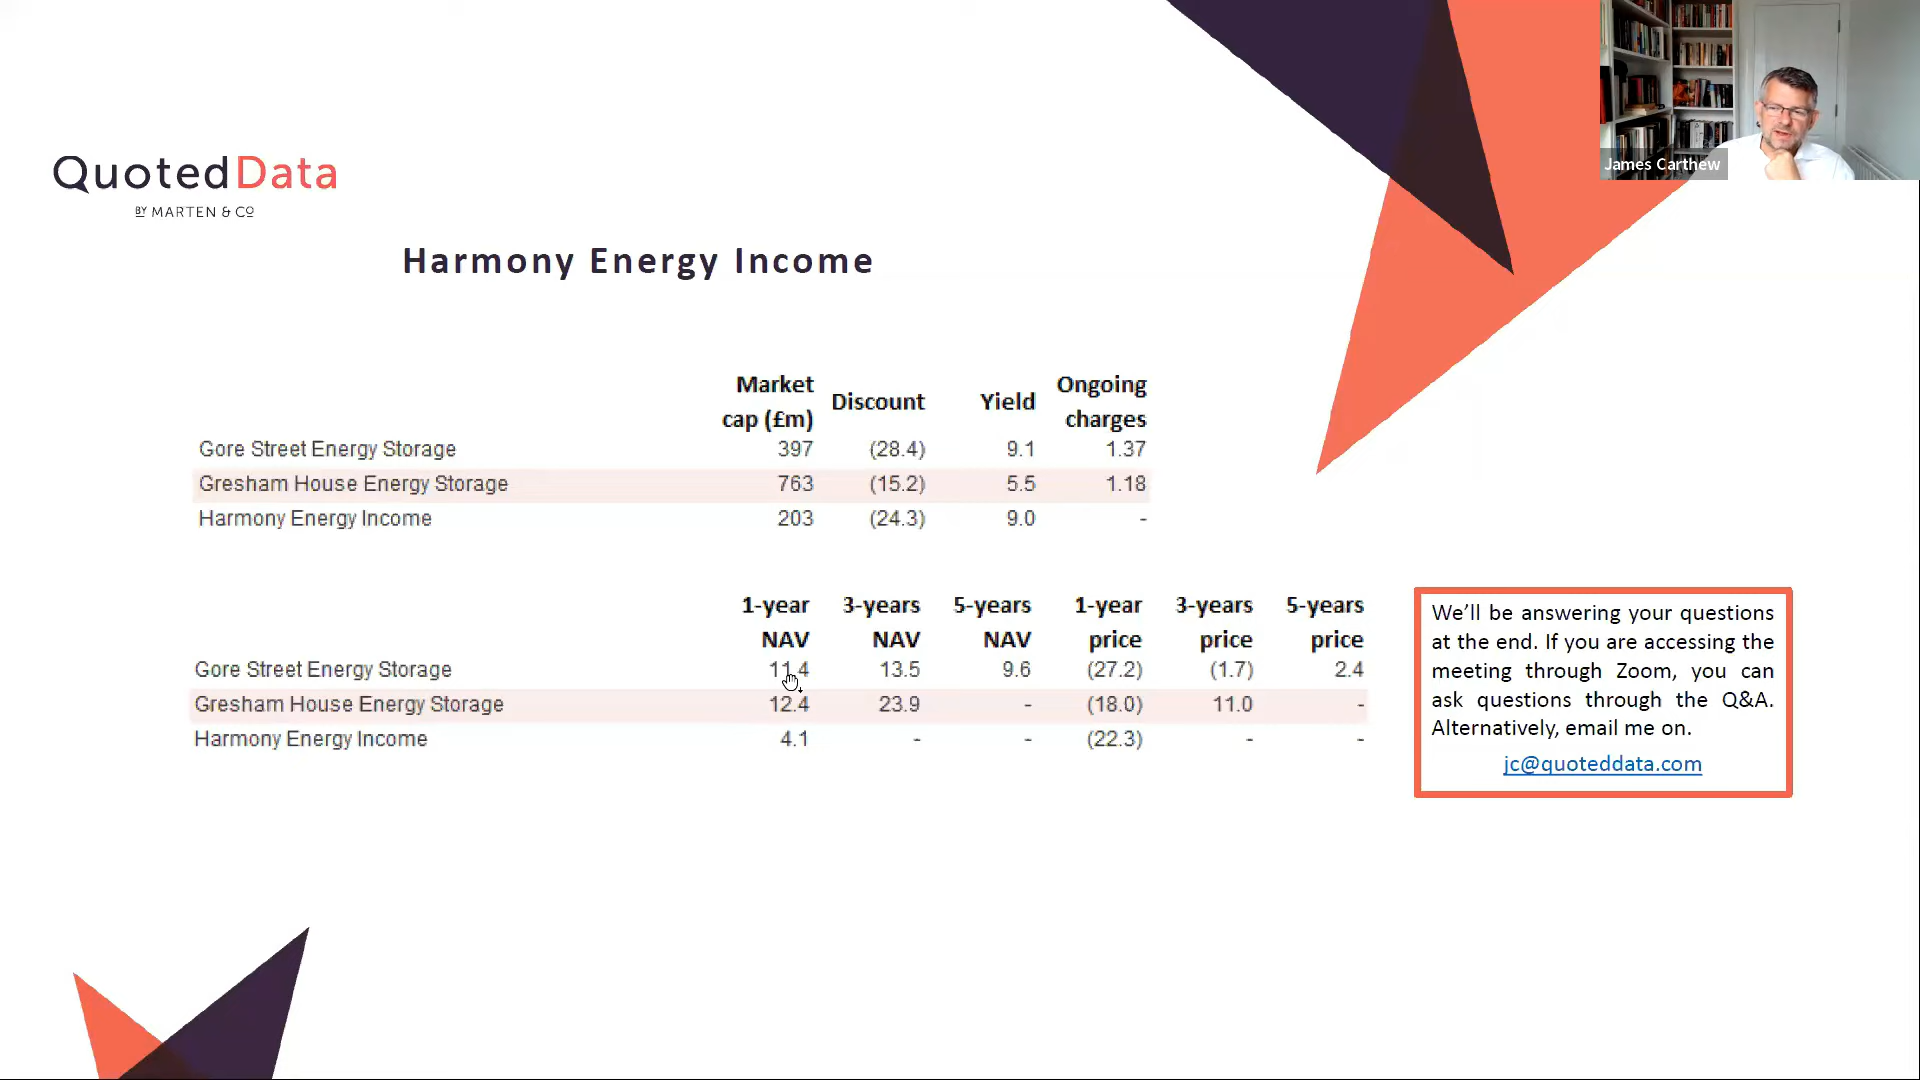 James Carthew
QuotedData
BY MARTEN & CO
Harmony Energy Income
Market cap (£m) Discount Yield Ongoing charges
Gore Street Energy Storage 397 (28.4) 9.1 1.37
Gresham House Energy Storage 763 (15.2) 5.5 1.18
Harmony Energy Income 203 (24.3) 9.0 -
1-year NAV 3-years NAV 5-years NAV 1-year price 3-years price 5-years price
Gore Street Energy Storage 11.4 13.5 9.6 (27.2) (1.7) 2.4
Gresham House Energy Storage 12.4 23.9 - (18.0) 11.0 -
Harmony Energy Income 4.1 - - (22.3) - -
We’ll be answering your questions
at the end. If you are accessing the
meeting through Zoom, you can
ask questions through the Q&A.
Alternatively, email me on.
jc@quoteddata.com